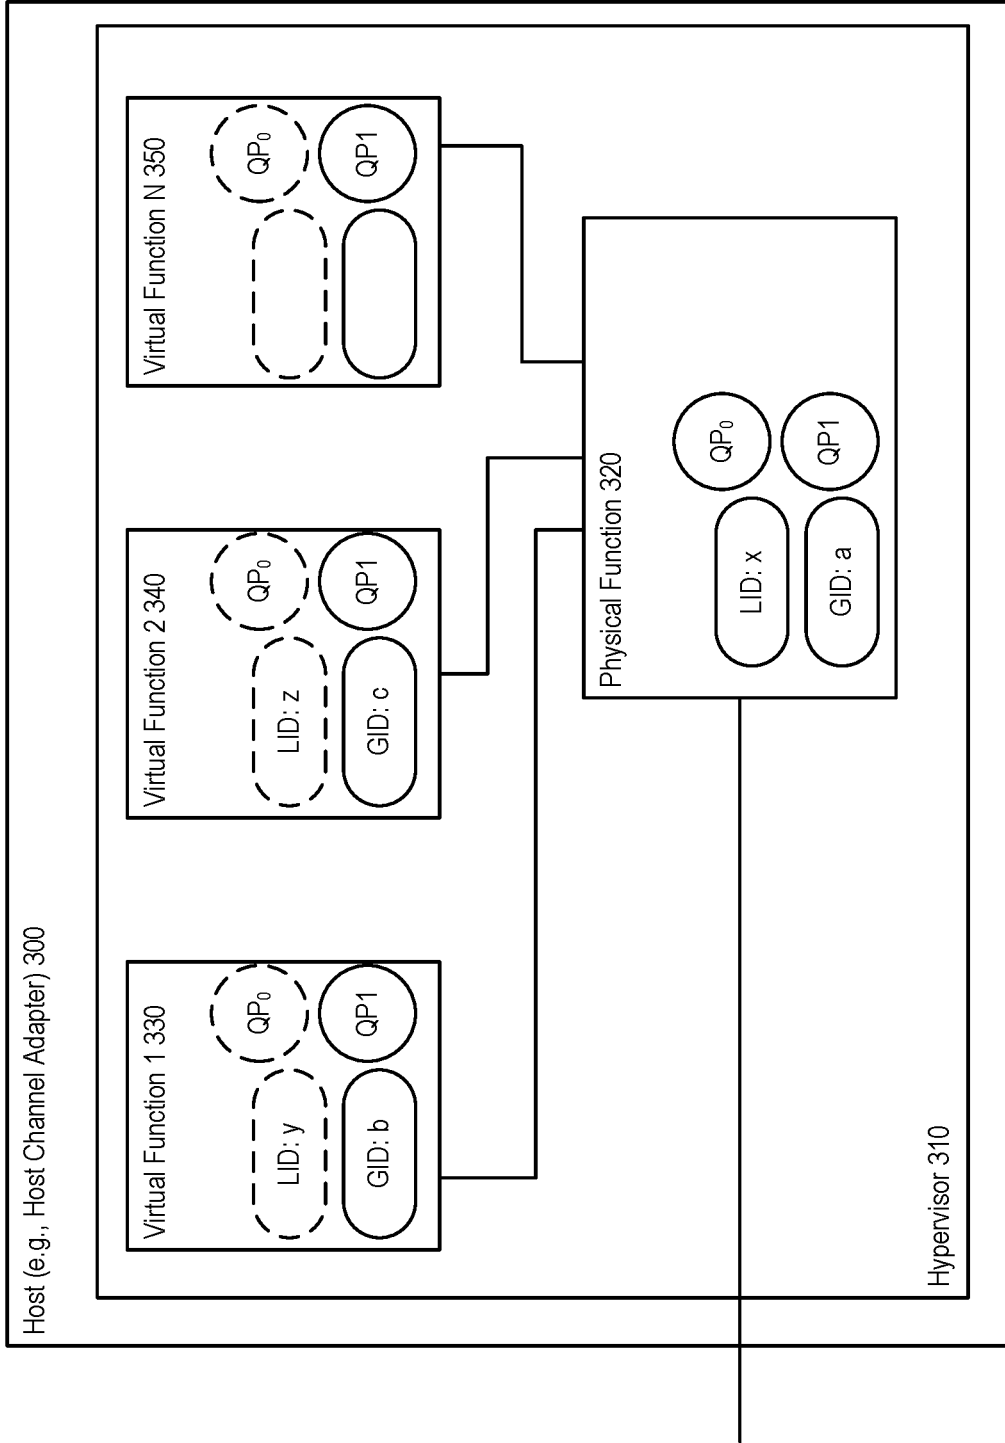 Host (e.g., Host Channel Adapter) 300
Virtual Function 1 330
LID: y
QP₀
GID: b
QP1
Virtual Function 2 340
LID: z
QP₀
GID: c
QP1
Virtual Function N 350
QP₀
QP1
Physical Function 320
LID: x
QP₀
GID: a
QP1
Hypervisor 310